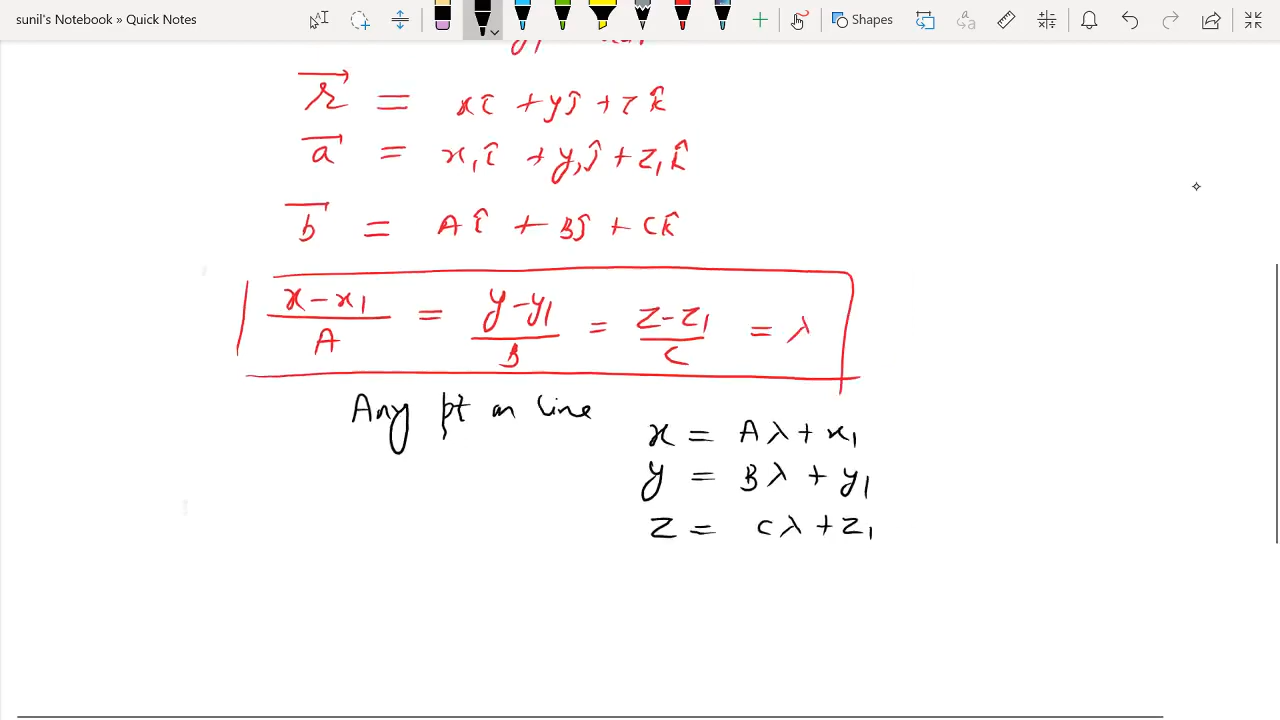 sunil's Notebook » Quick Notes
Shapes
r⃗ = xî + yĵ + zk̂
a⃗ = x₁î + y₁ĵ + z₁k̂
b⃗ = Aî + Bĵ + Ck̂
(x - x₁)/A = (y - y₁)/B = (z - z₁)/C = λ
Any pt on line
x = Aλ + x₁
y = Bλ + y₁
z = Cλ + z₁